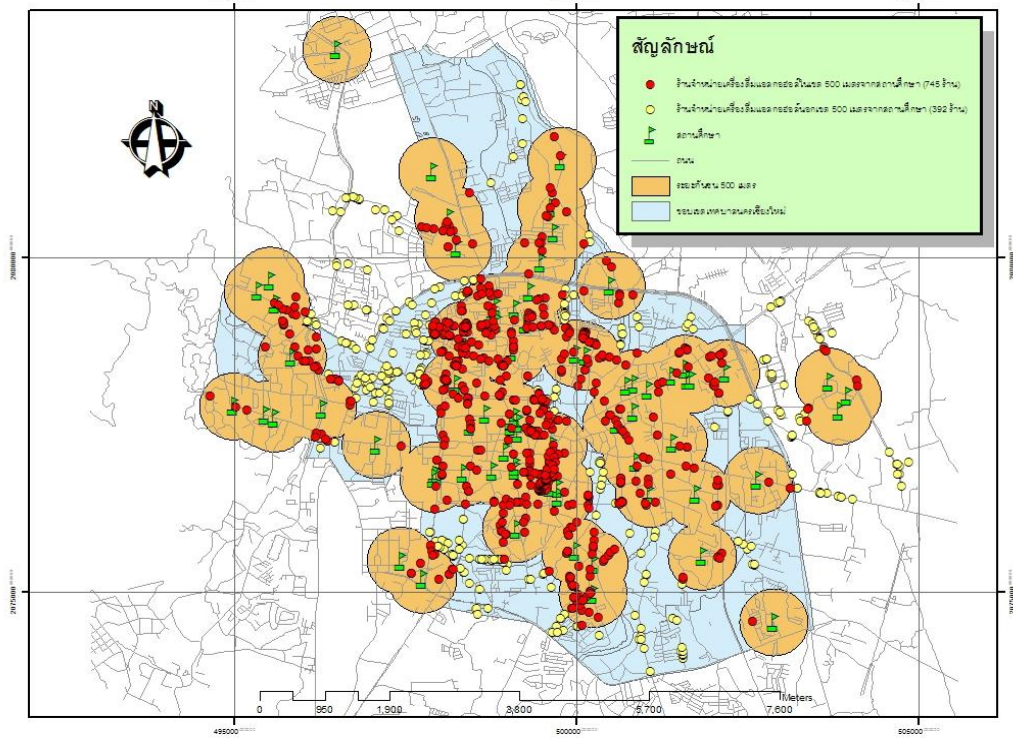 สัญลักษณ์
ร้านจำหน่ายเครื่องดื่มแอลกอฮอล์ในเขต 500 เมตรจากสถานศึกษา (745 ร้าน)
ร้านจำหน่ายเครื่องดื่มแอลกอฮอล์นอกเขต 500 เมตรจากสถานศึกษา (392 ร้าน)
สถานศึกษา
ถนน
ระยะกันชน 500 เมตร
ขอบเขตเทศบาลนครเชียงใหม่
N
Meters
0 950 1,900 3,800 5,700 7,600
495000 500000 505000